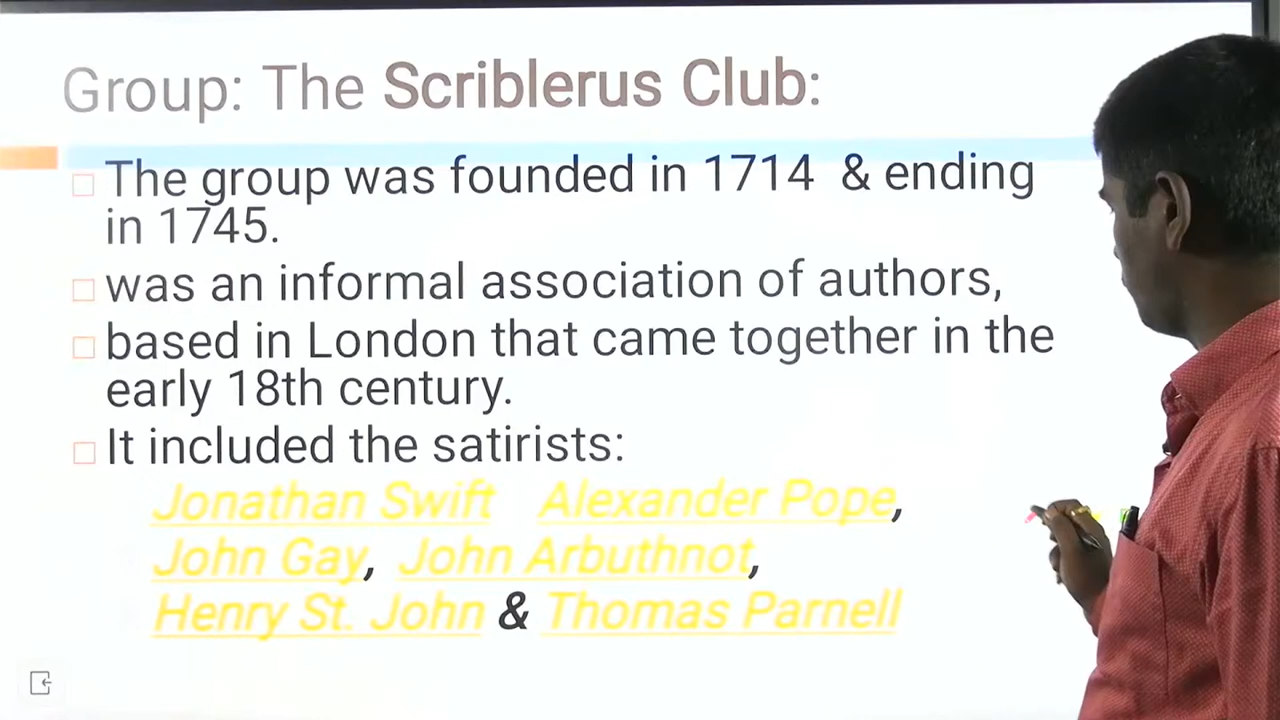 Group: The Scriblerus Club:
The group was founded in 1714 & ending
in 1745.
was an informal association of authors,
based in London that came together in the
early 18th century.
It included the satirists:
Jonathan Swift Alexander Pope,
John Gay, John Arbuthnot,
Henry St. John & Thomas Parnell